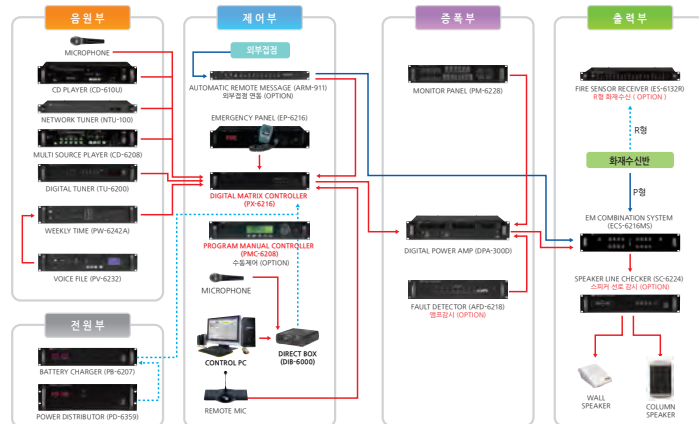 음원부
MICROPHONE
CD PLAYER (CD-610U)
NETWORK TUNER (NTU-100)
MULTI SOURCE PLAYER (CD-6208)
DIGITAL TUNER (TU-6200)
WEEKLY TIME (PW-6242A)
VOICE FILE (PV-6232)
전원부
BATTERY CHARGER (PB-6207)
POWER DISTRIBUTOR (PD-6359)
제어부
외부접점
AUTOMATIC REMOTE MESSAGE (ARM-911)
외부접점 연동 (OPTION)
EMERGENCY PANEL (EP-6216)
DIGITAL MATRIX CONTROLLER
(PX-6216)
PROGRAM MANUAL CONTROLLER
(PMC-6208)
수동제어 (OPTION)
MICROPHONE
CONTROL PC
DIRECT BOX
(DIB-6000)
REMOTE MIC
증폭부
MONITOR PANEL (PM-6228)
DIGITAL POWER AMP (DPA-300D)
FAULT DETECTOR (AFD-6218)
앰프감시 (OPTION)
출력부
FIRE SENSOR RECEIVER (ES-6132R)
R형 화재수신 ( OPTION )
R형
화재수신반
P형
EM COMBINATION SYSTEM
(ECS-6216MS)
SPEAKER LINE CHECKER (SC-6224)
스피커 선로 감시 (OPTION)
WALL
SPEAKER
COLUMN
SPEAKER